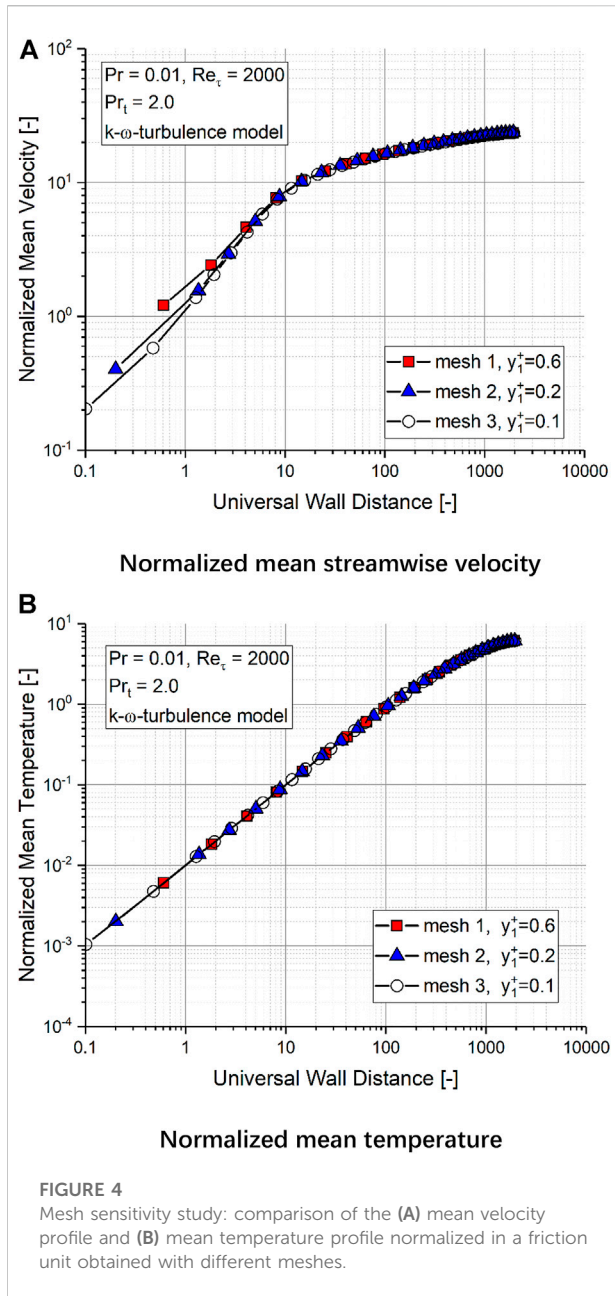 A
10²
10¹
10⁰
10⁻¹
Normalized Mean Velocity [-]
Pr = 0.01, Reτ = 2000
Prt = 2.0
k-ω-turbulence model
mesh 1, y₁⁺=0.6
mesh 2, y₁⁺=0.2
mesh 3, y₁⁺=0.1
0.1 1 10 100 1000 10000
Universal Wall Distance [-]
Normalized mean streamwise velocity
B
10¹
10⁰
10⁻¹
10⁻²
10⁻³
10⁻⁴
Normalized Mean Temperature [-]
Pr = 0.01, Reτ = 2000
Prt = 2.0
k-ω-turbulence model
mesh 1, y₁⁺=0.6
mesh 2, y₁⁺=0.2
mesh 3, y₁⁺=0.1
0.1 1 10 100 1000 10000
Universal Wall Distance [-]
Normalized mean temperature
FIGURE 4
Mesh sensitivity study: comparison of the (A) mean velocity
profile and (B) mean temperature profile normalized in a friction
unit obtained with different meshes.